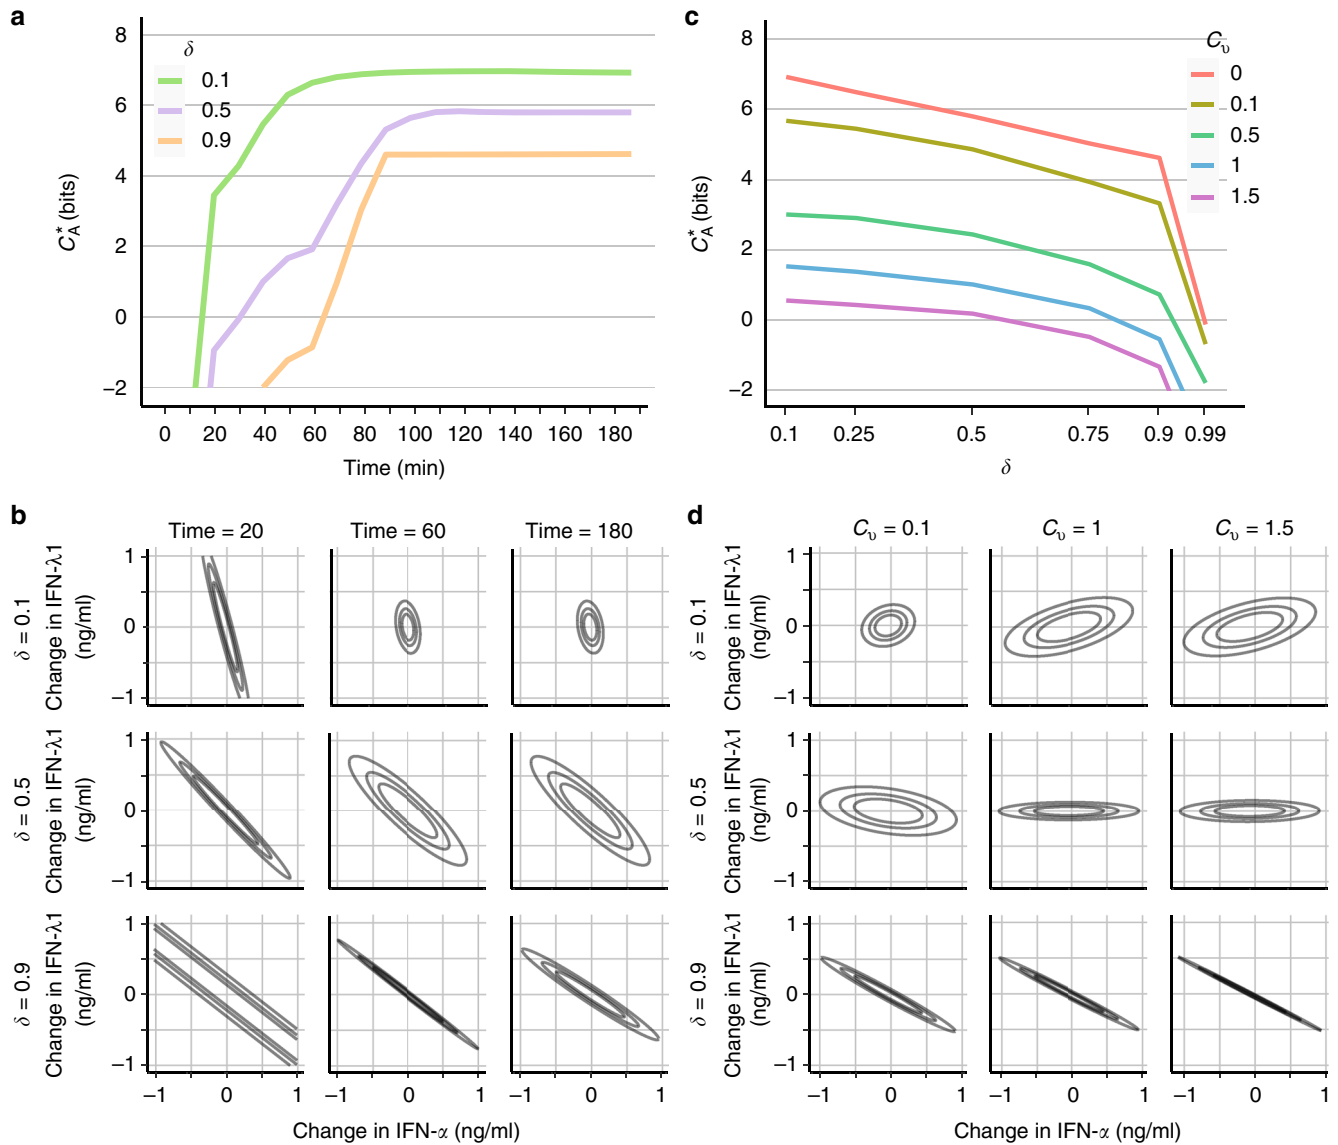 a
δ
0.1
0.5
0.9
8
6
4
2
0
−2
C*A (bits)
0 20 40 60 80 100 120 140 160 180
Time (min)
c
Cυ
0
0.1
0.5
1
1.5
8
6
4
2
0
−2
C*A (bits)
0.1 0.25 0.5 0.75 0.9 0.99
δ
b
Time = 20 Time = 60 Time = 180
δ = 0.1
Change in IFN-λ1
(ng/ml)
1
0
−1
δ = 0.5
Change in IFN-λ1
(ng/ml)
1
0
−1
δ = 0.9
Change in IFN-λ1
(ng/ml)
1
0
−1
−1 0 1 −1 0 1 −1 0 1
Change in IFN-α (ng/ml)
d
Cυ = 0.1 Cυ = 1 Cυ = 1.5
δ = 0.1
Change in IFN-λ1
(ng/ml)
1
0
−1
δ = 0.5
Change in IFN-λ1
(ng/ml)
1
0
−1
δ = 0.9
Change in IFN-λ1
(ng/ml)
1
0
−1
−1 0 1 −1 0 1 −1 0 1
Change in IFN-α (ng/ml)